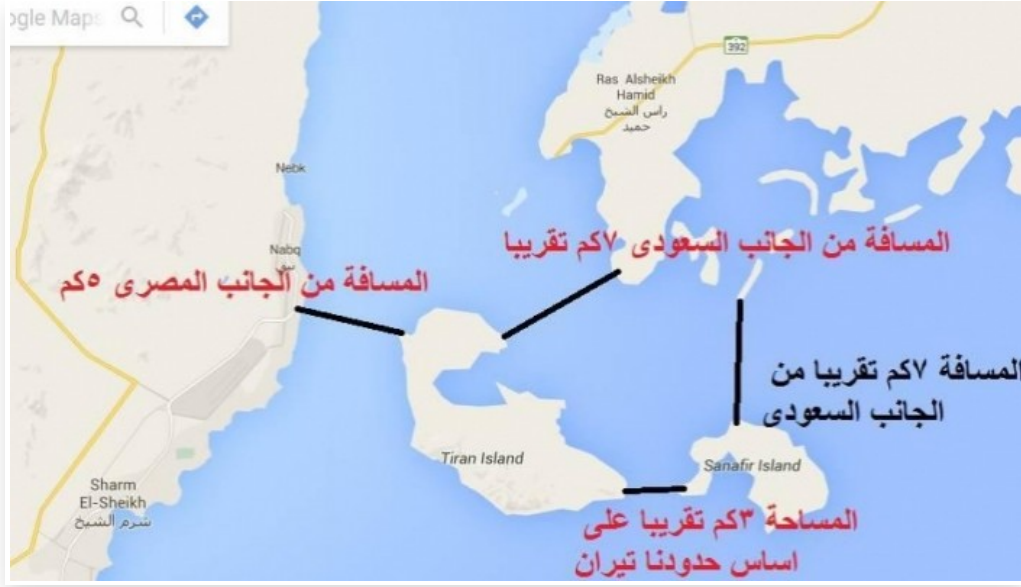 ogle Maps
392
Ras Alsheikh
Hamid
راس الشيخ
حميد
Nebk
Nabq
نبق
المسافة من الجانب السعودى ٧كم تقريبا
المسافة من الجانب المصرى ٥كم
المسافة ٧كم تقريبا من
الجانب السعودى
Tiran Island
Sanafir Island
Sharm
El-Sheikh
شرم الشيخ
المساحة ٣كم تقريبا على
اساس حدودنا تيران